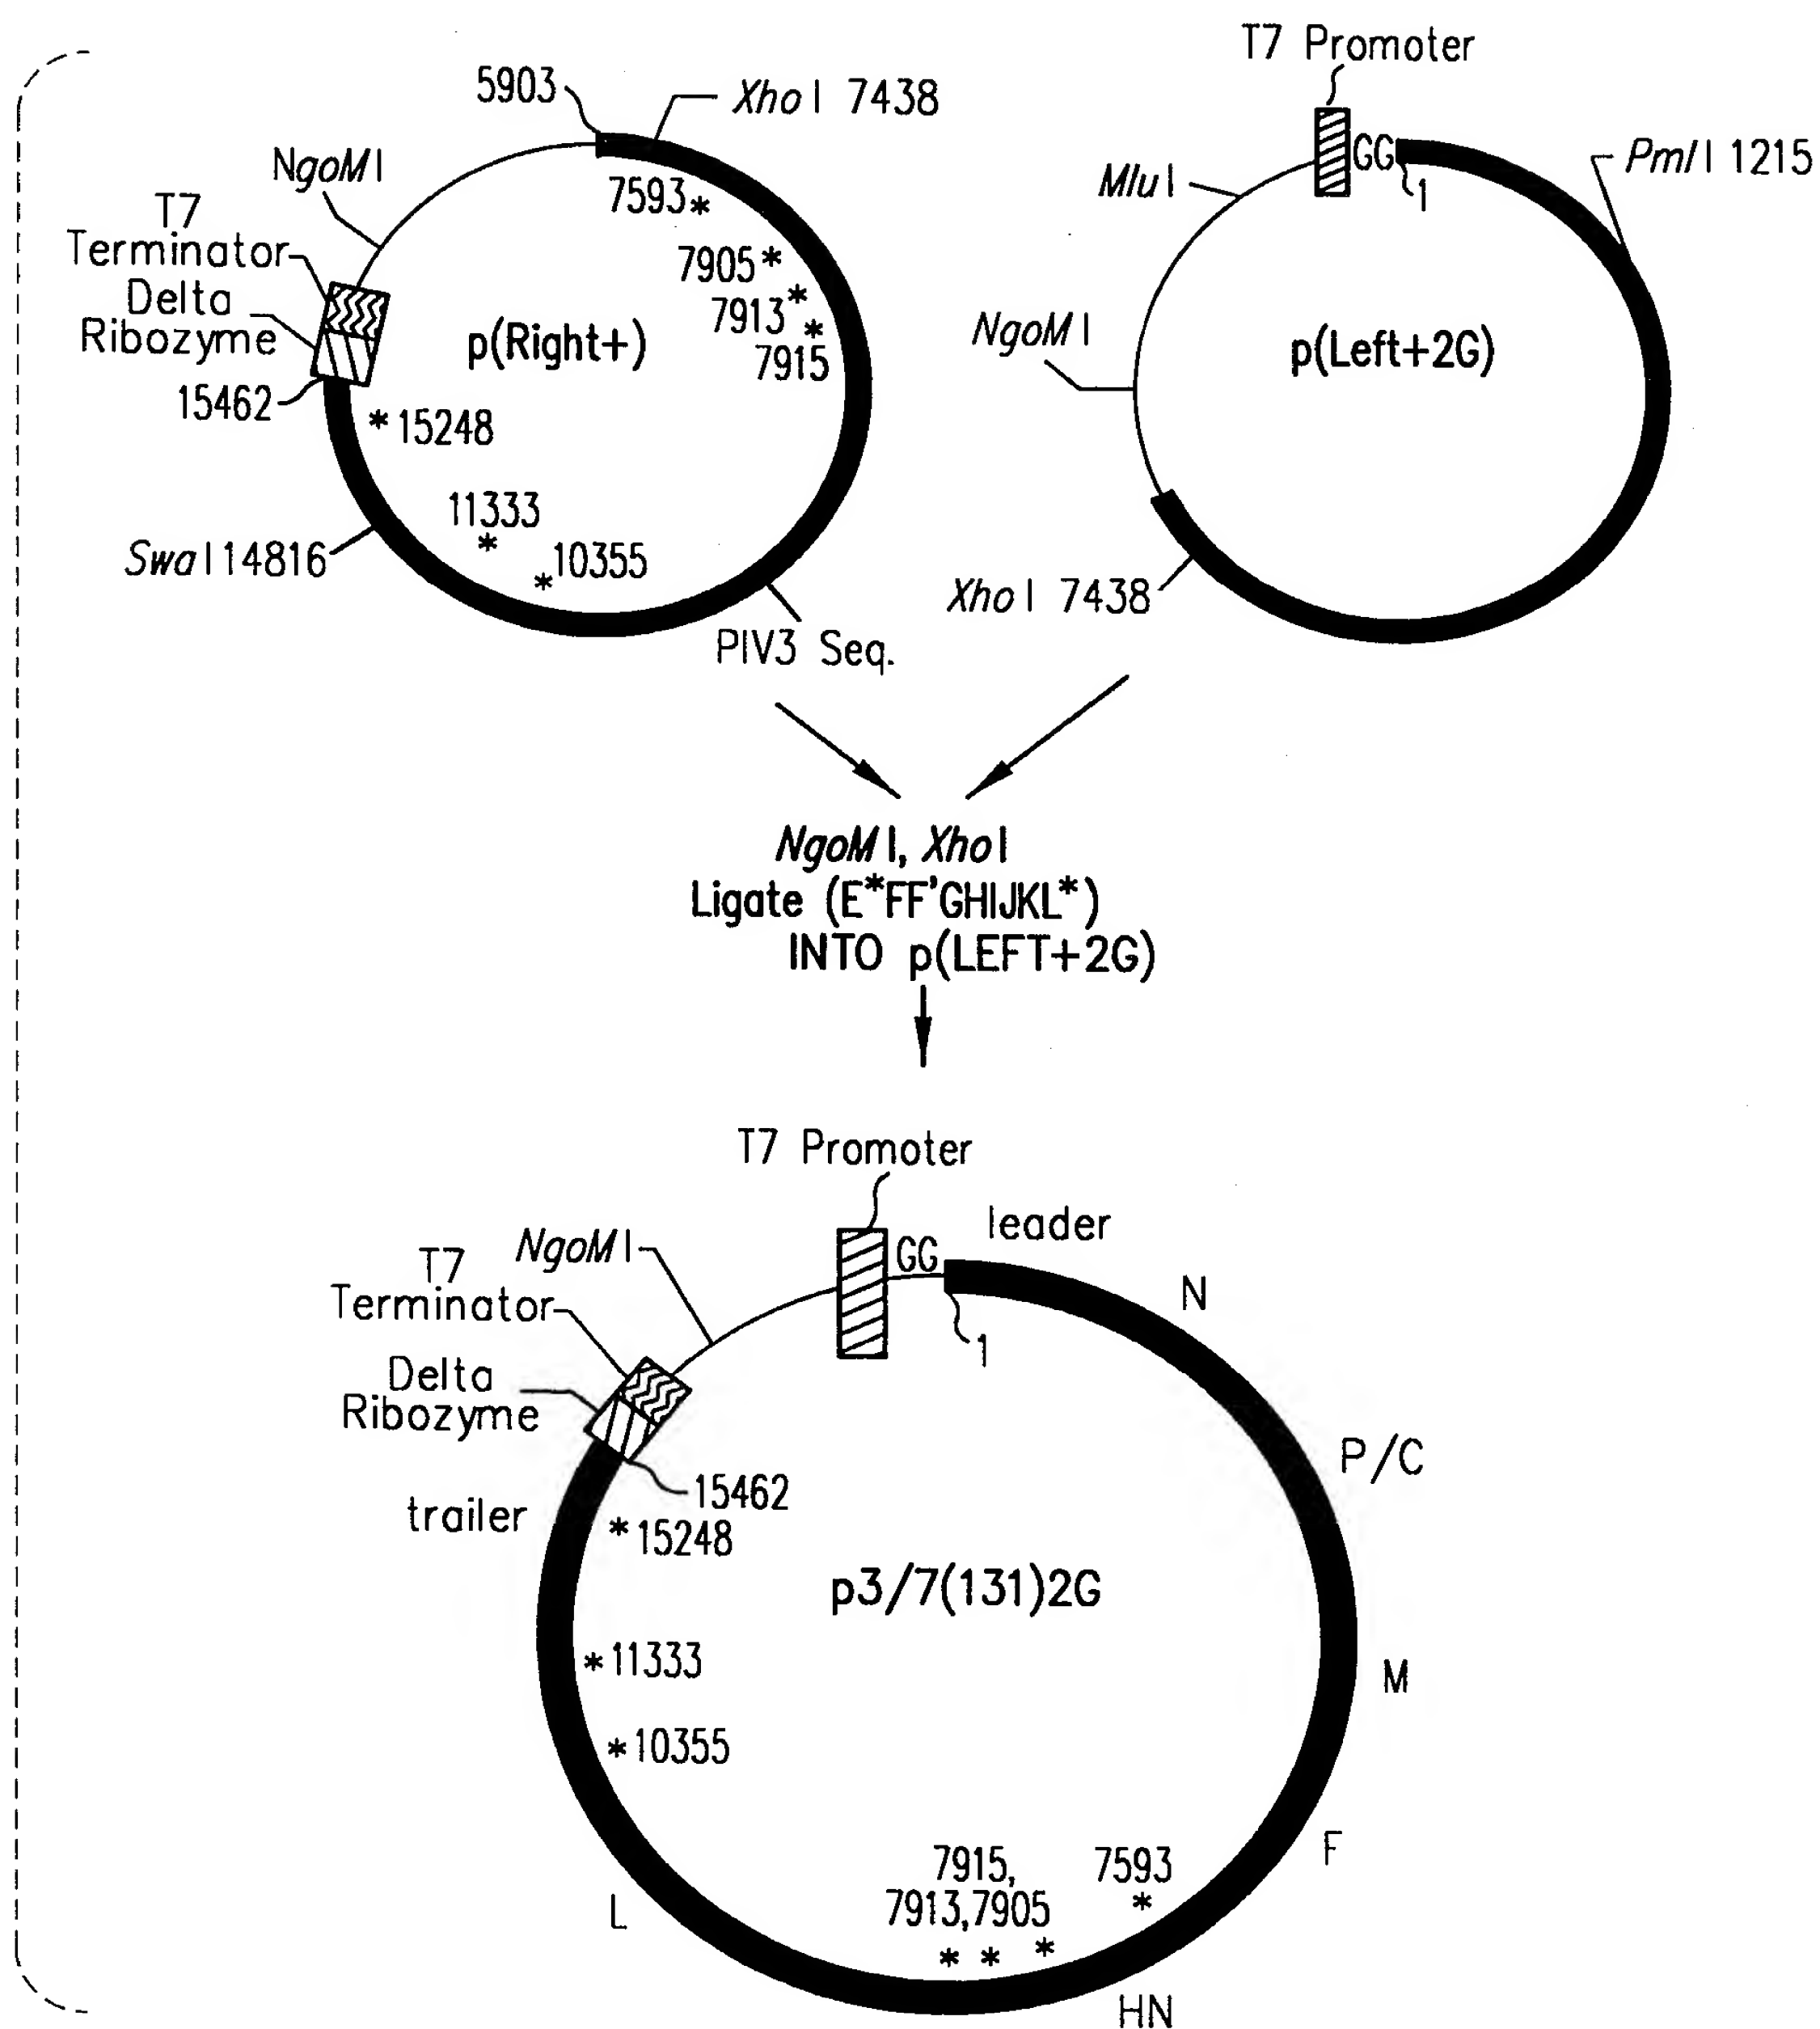 5903
XhoI 7438
NgoMI
T7
Terminator
Delta
Ribozyme
15462
7593*
7905*
7913*
*
7915
p(Right+)
*15248
11333
*
*10355
SwaI 14816
PIV3 Seq.
T7 Promoter
GG
1
PmlI 1215
MluI
NgoMI
p(Left+2G)
XhoI 7438
NgoMI, XhoI
Ligate (E*FF'GHIJKL*)
INTO p(LEFT+2G)
T7 Promoter
GG
leader
1
NgoMI
T7
Terminator
Delta
Ribozyme
15462
trailer
*15248
N
P/C
p3/7(131)2G
*11333
M
*10355
F
7915,
7913,7905
* * *
7593
*
L
HN